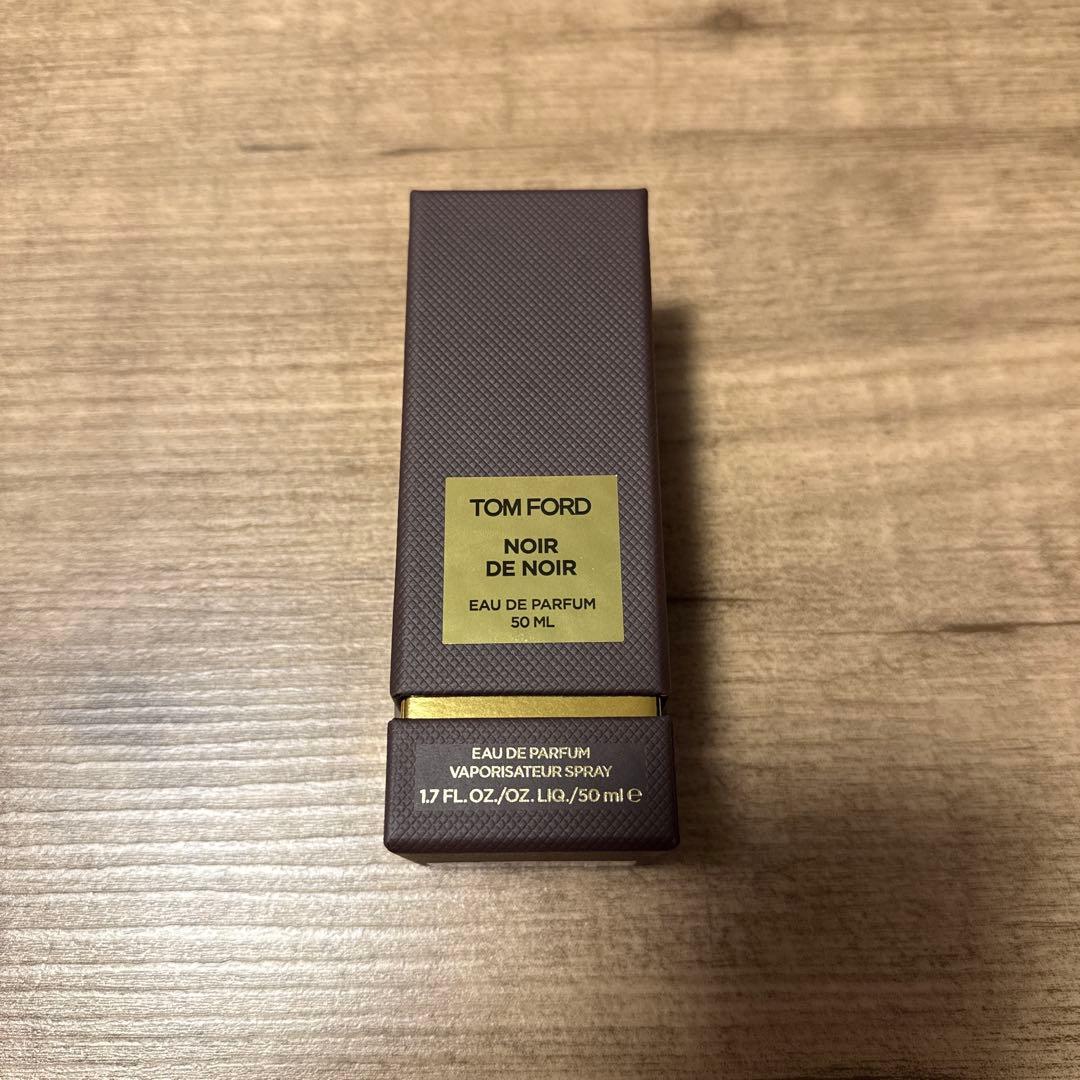 TOM FORD
NOIR
DE NOIR
EAU DE PARFUM
50 ML
EAU DE PARFUM
VAPORISATEUR SPRAY
1.7 FL. OZ./OZ. LIQ./50 ml ℮